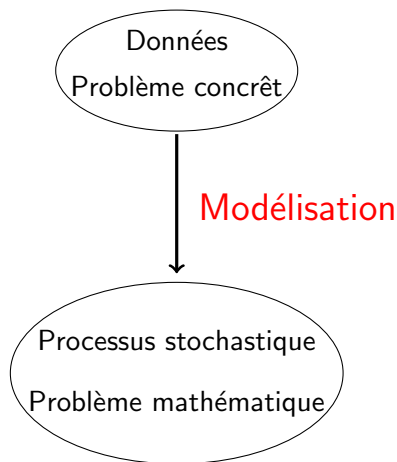 Données
Problème concrêt
Modélisation
Processus stochastique
Problème mathématique